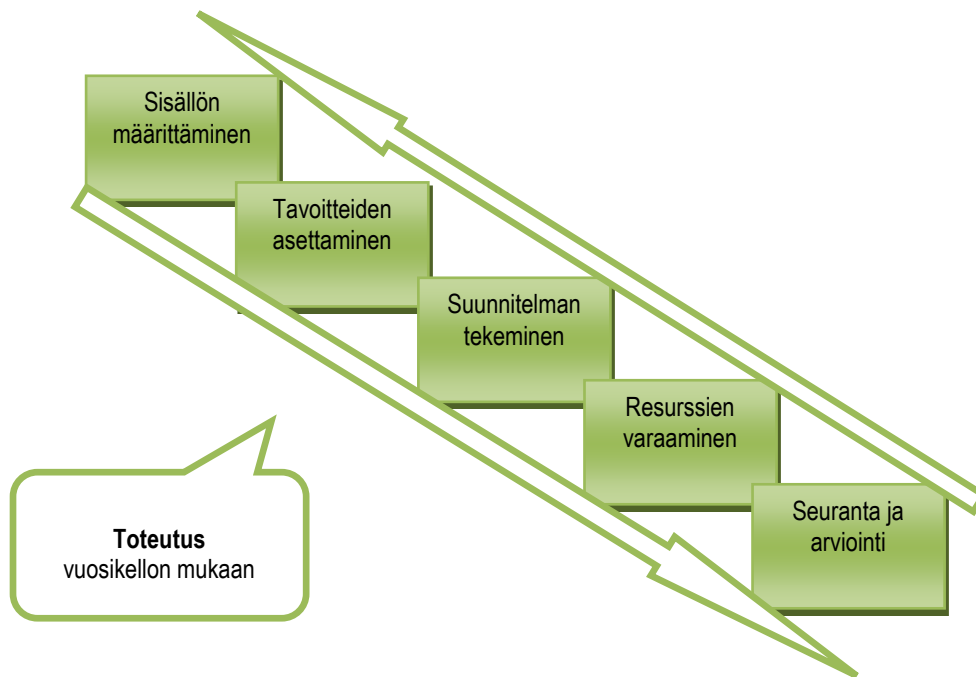 Sisällön
määrittäminen
Tavoitteiden
asettaminen
Suunnitelman
tekeminen
Resurssien
varaaminen
Seuranta ja
arviointi
Toteutus
vuosikellon mukaan